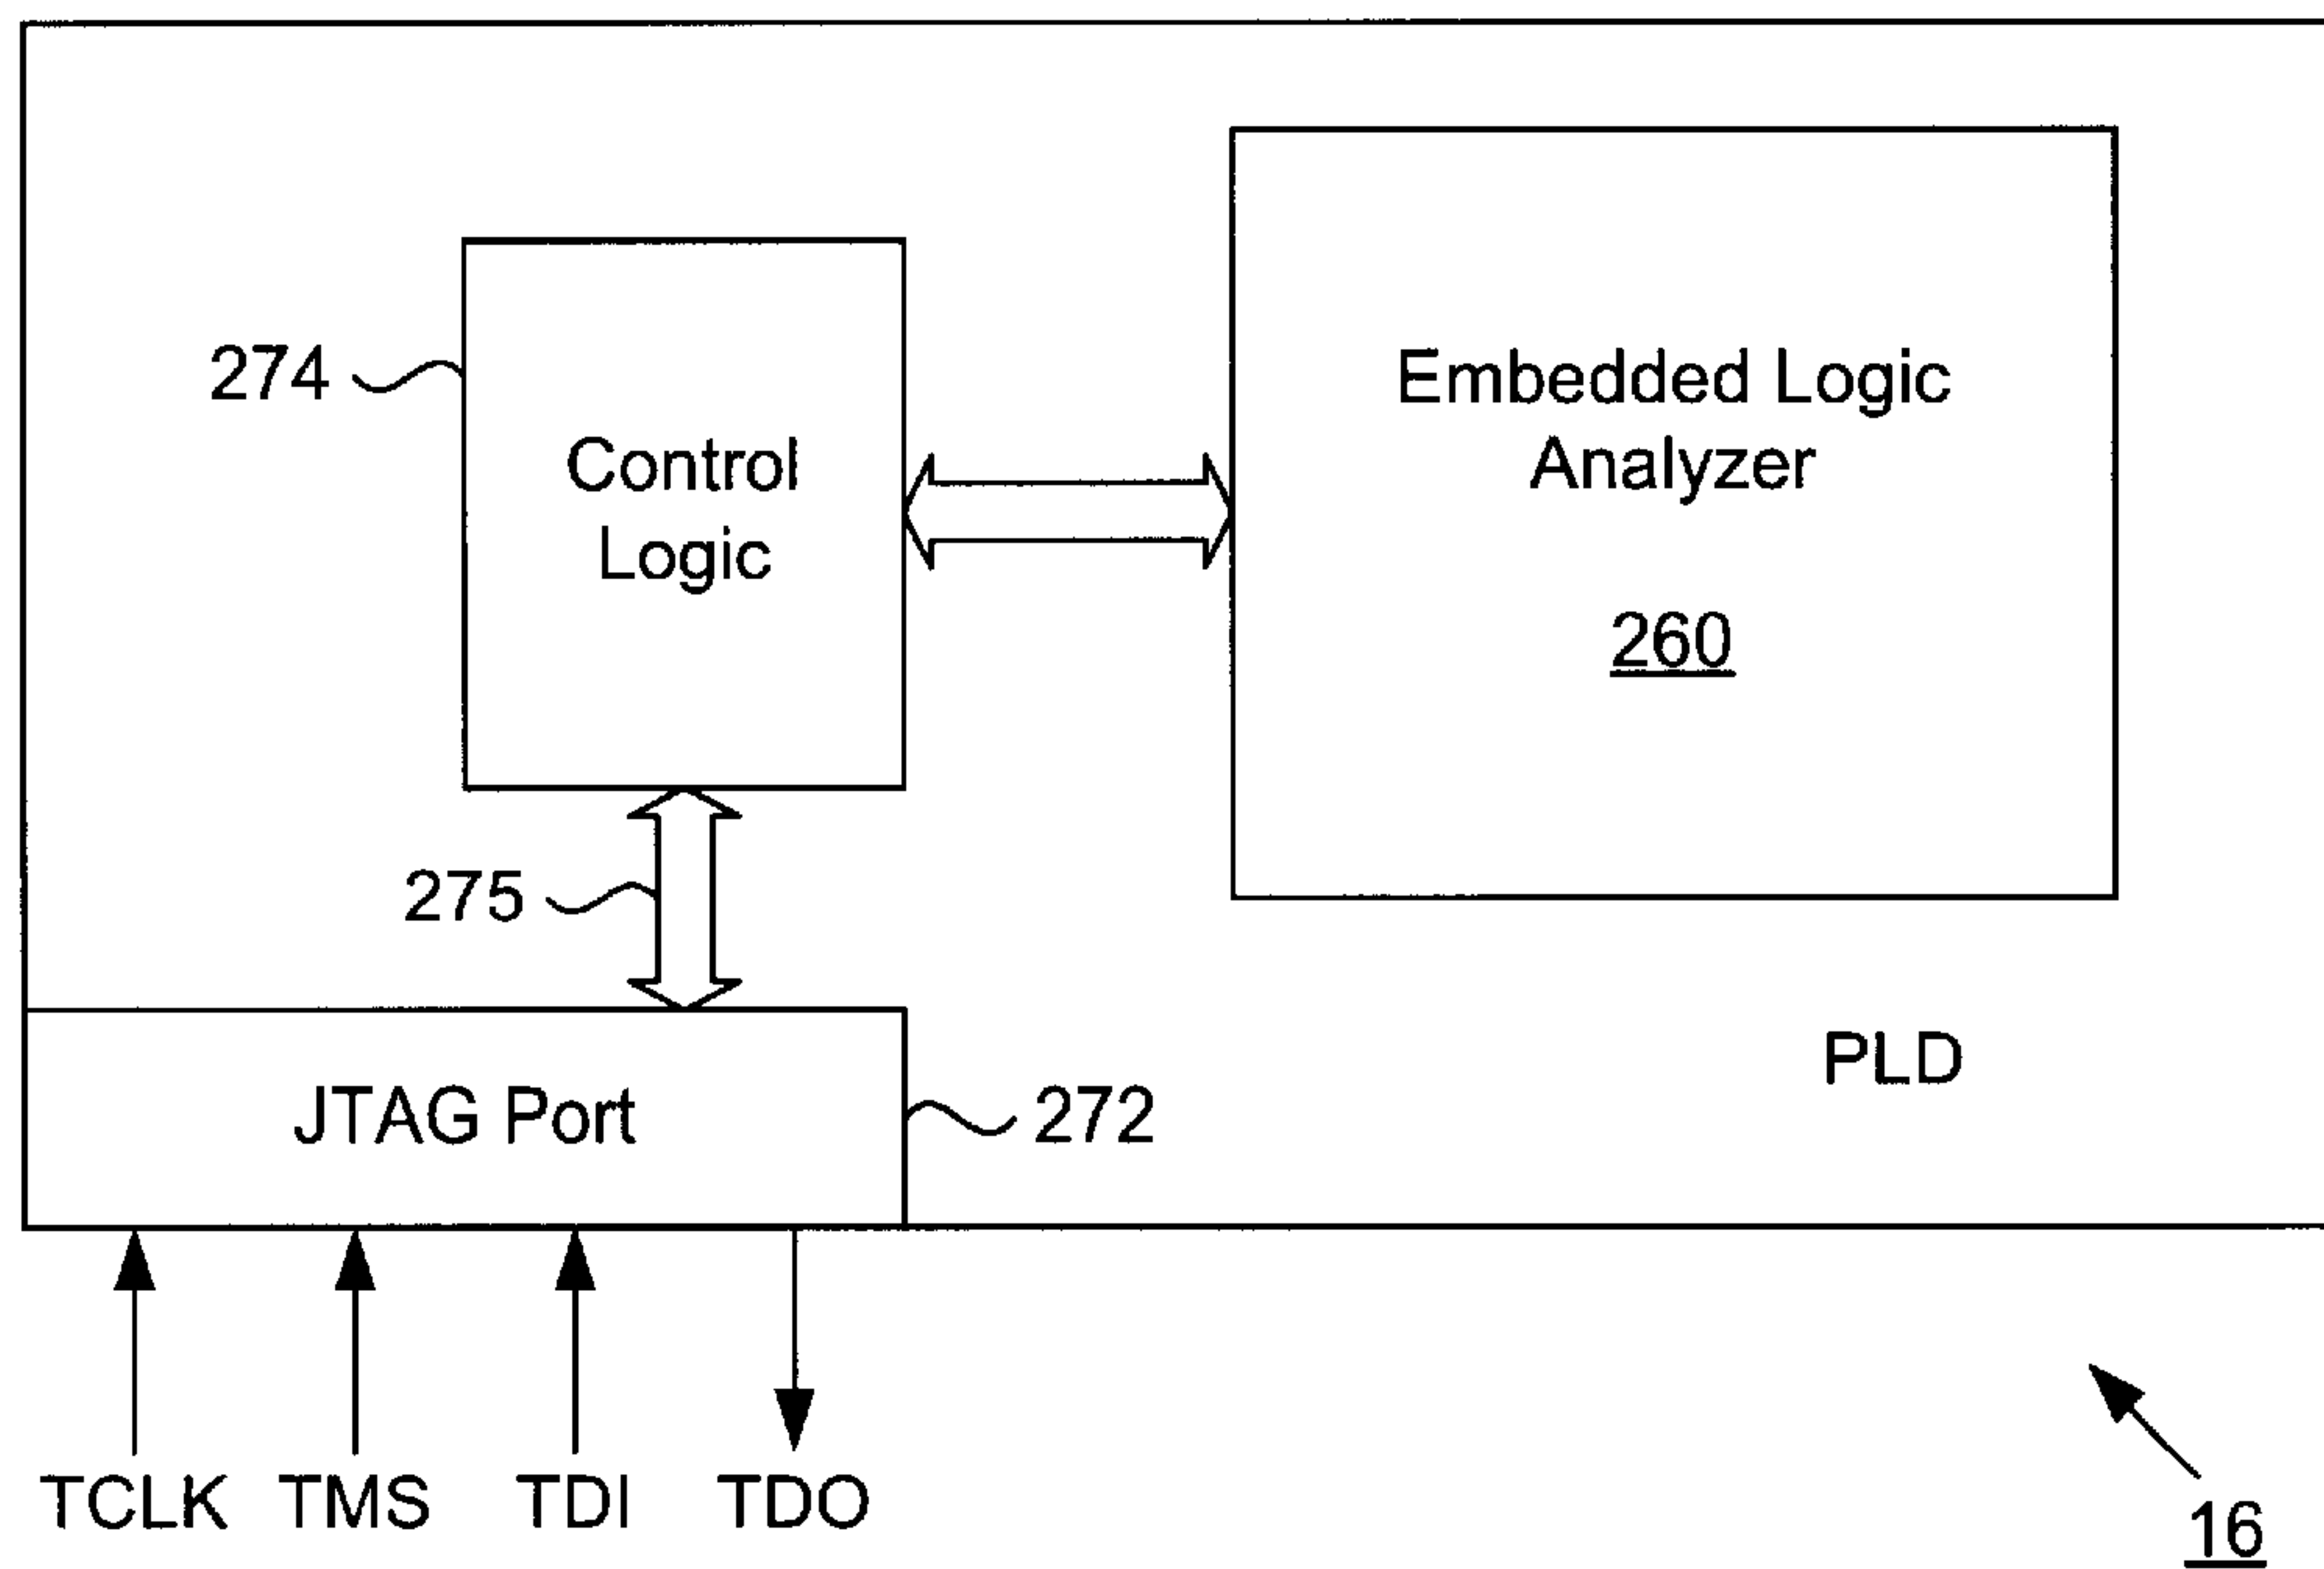 274
Control
Logic
Embedded Logic
Analyzer
260
275
PLD
JTAG Port
272
TCLK
TMS
TDI
TDO
16